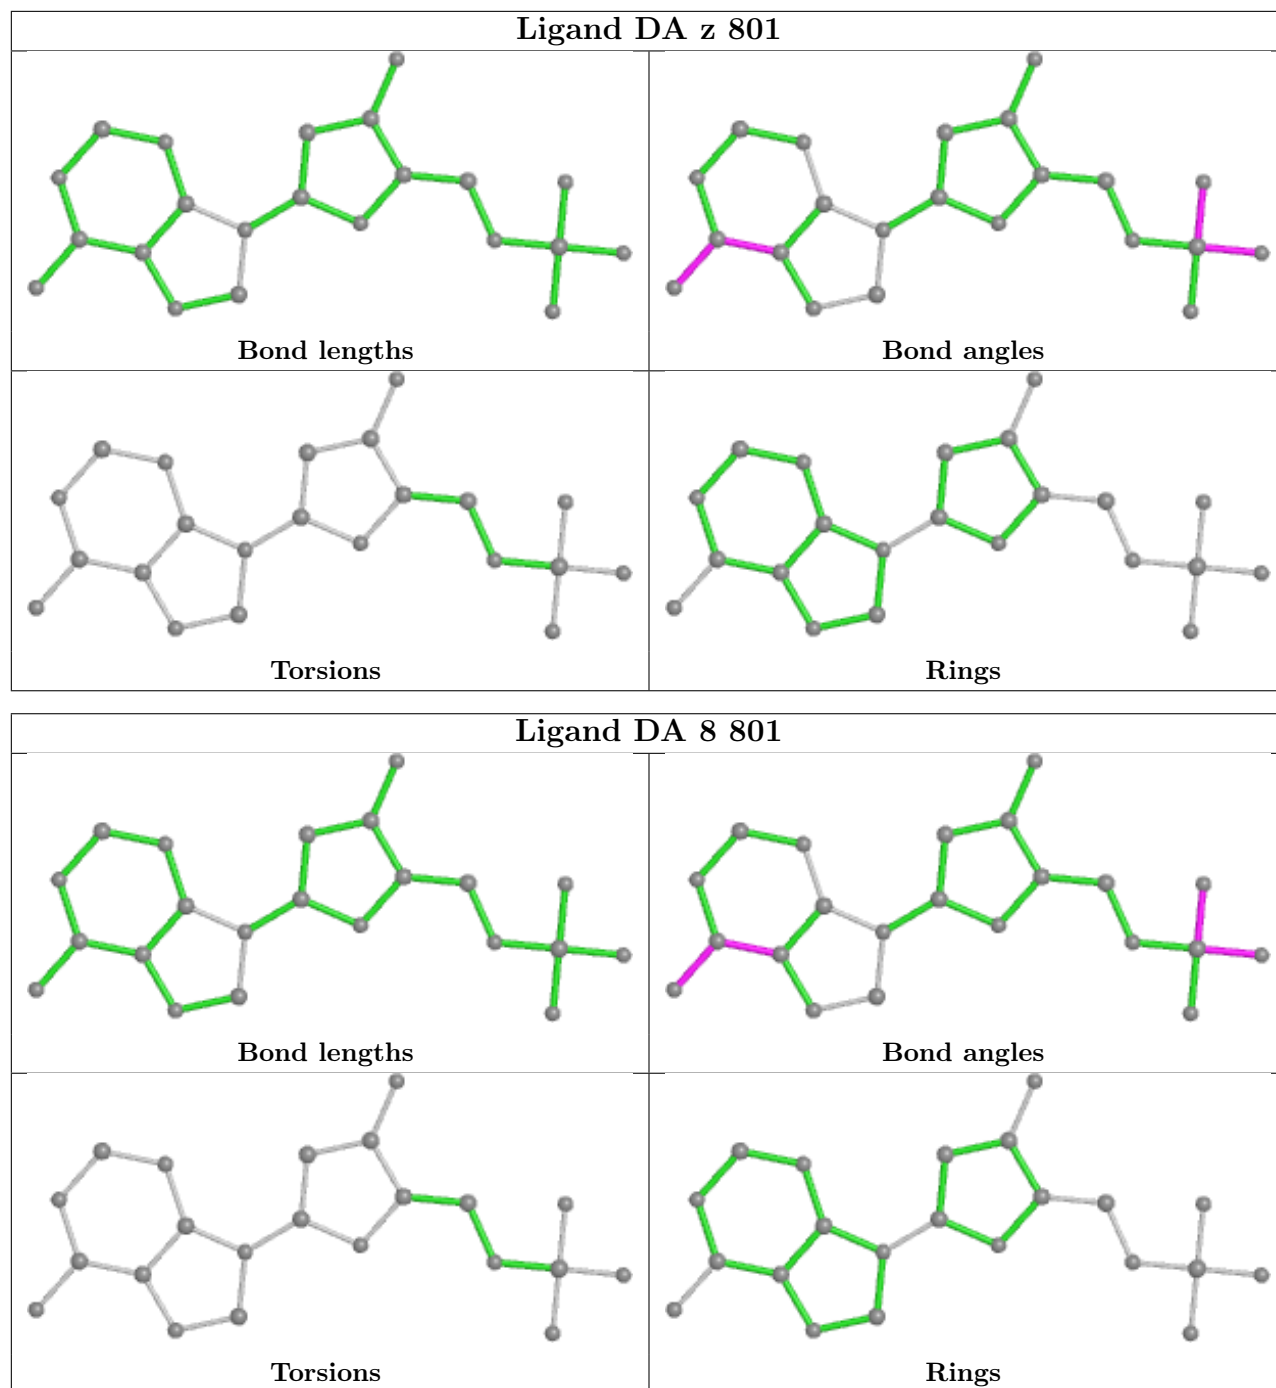 Ligand DA z 801
Bond lengths
Bond angles
Torsions
Rings
Ligand DA 8 801
Bond lengths
Bond angles
Torsions
Rings